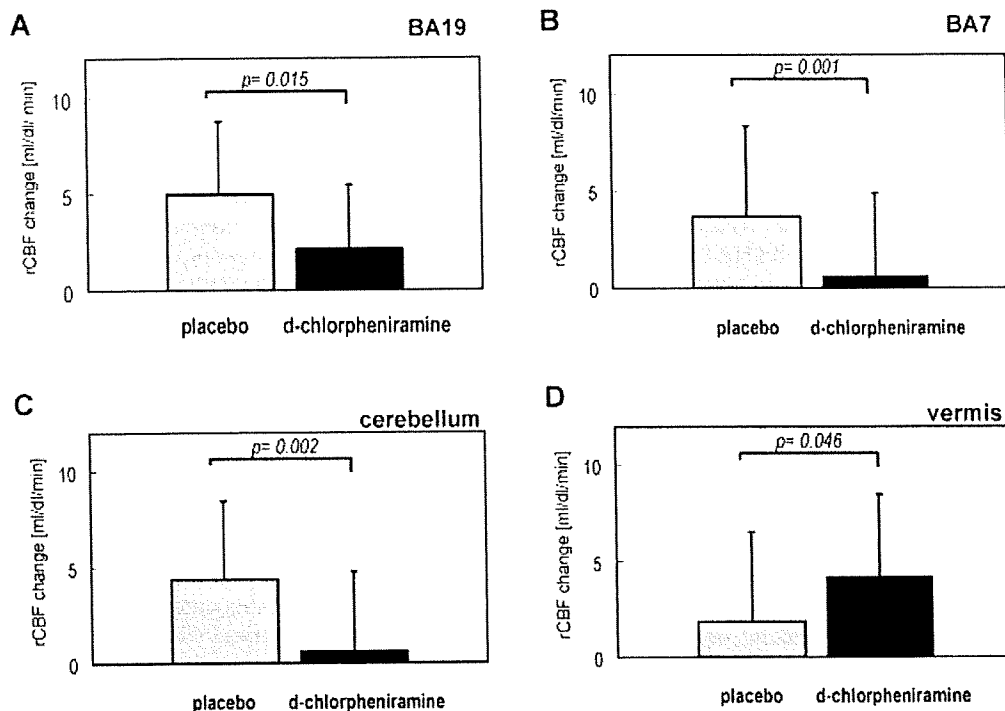 A BA19
rCBF change [ml/dl/ min]
10
5
0
p= 0.015
placebo d-chlorpheniramine
B BA7
rCBF change [ml/dl/min]
10
5
0
p= 0.001
placebo d-chlorpheniramine
C cerebellum
rCBF change [ml/dl/min]
10
5
0
p= 0.002
placebo d-chlorpheniramine
D vermis
rCBF change [ml/dl/min]
10
5
0
p= 0.046
placebo d-chlorpheniramine